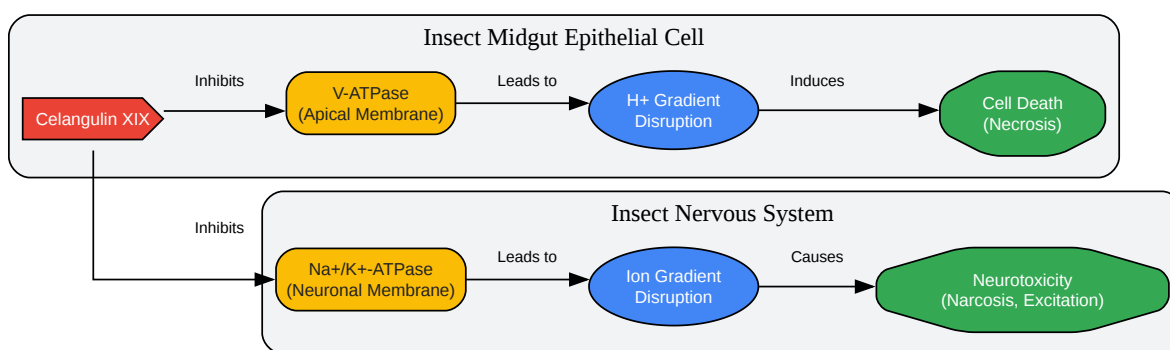 Insect Midgut Epithelial Cell
Celangulin XIX
Inhibits
V-ATPase
(Apical Membrane)
Leads to
H+ Gradient
Disruption
Induces
Cell Death
(Necrosis)
Insect Nervous System
Inhibits
Na+/K+-ATPase
(Neuronal Membrane)
Leads to
Ion Gradient
Disruption
Causes
Neurotoxicity
(Narcosis, Excitation)